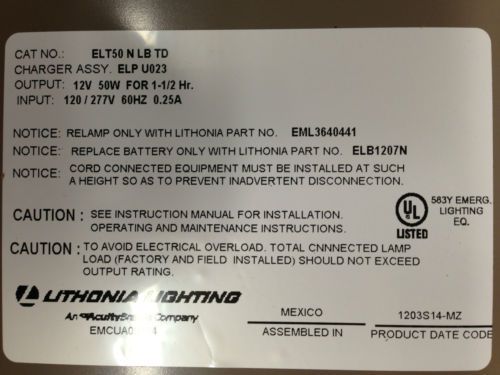 CAT NO.: ELT50 N LB TD
CHARGER ASSY. ELP U023
OUTPUT: 12V 50W FOR 1-1/2 Hr.
INPUT: 120 / 277V 60HZ 0.25A
NOTICE: RELAMP ONLY WITH LITHONIA PART NO. EML3640441
NOTICE: REPLACE BATTERY ONLY WITH LITHONIA PART NO. ELB1207N
NOTICE: CORD CONNECTED EQUIPMENT MUST BE INSTALLED AT SUCH
A HEIGHT SO AS TO PREVENT INADVERTENT DISCONNECTION.
CAUTION : SEE INSTRUCTION MANUAL FOR INSTALLATION.
OPERATING AND MAINTENANCE INSTRUCTIONS.
UL
LISTED
563Y EMERG.
LIGHTING
EQ.
CAUTION : TO AVOID ELECTRICAL OVERLOAD. TOTAL CNNNECTED LAMP
LOAD (FACTORY AND FIELD INSTALLED) SHOULD NOT EXCEED
OUTPUT RATING.
LITHONIA LIGHTING
An AcuityBrands Company
MEXICO
ASSEMBLED IN
1203S14-MZ
PRODUCT DATE CODE